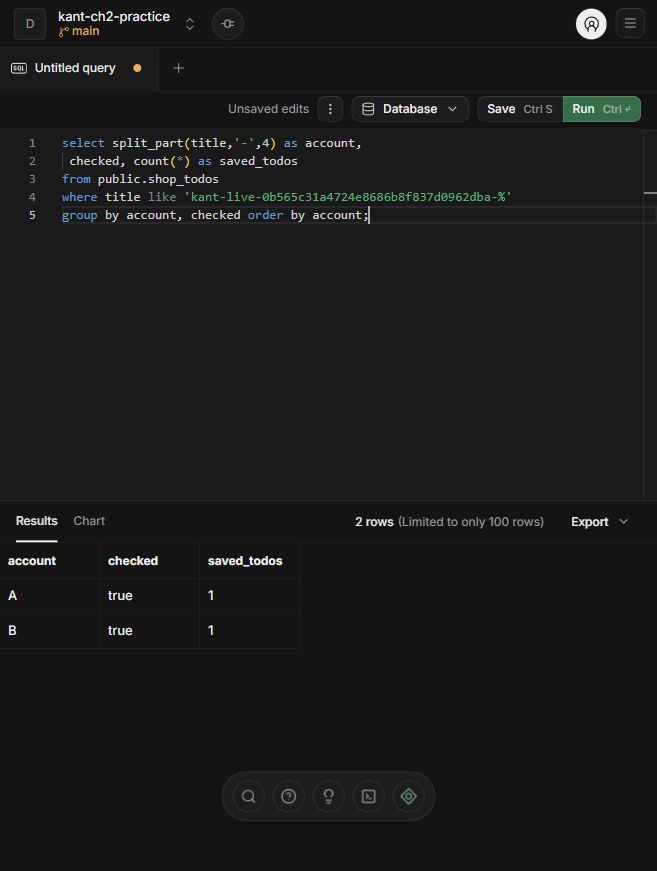 D
kant-ch2-practice
main
SQL Untitled query
Unsaved edits
Database
Save Ctrl S
Run Ctrl ↵
1 select split_part(title,'-',4) as account,
2 checked, count(*) as saved_todos
3 from public.shop_todos
4 where title like 'kant-live-0b565c31a4724e8686b8f837d0962dba-%'
5 group by account, checked order by account;
Results Chart
2 rows (Limited to only 100 rows)
Export
account checked saved_todos
A true 1
B true 1